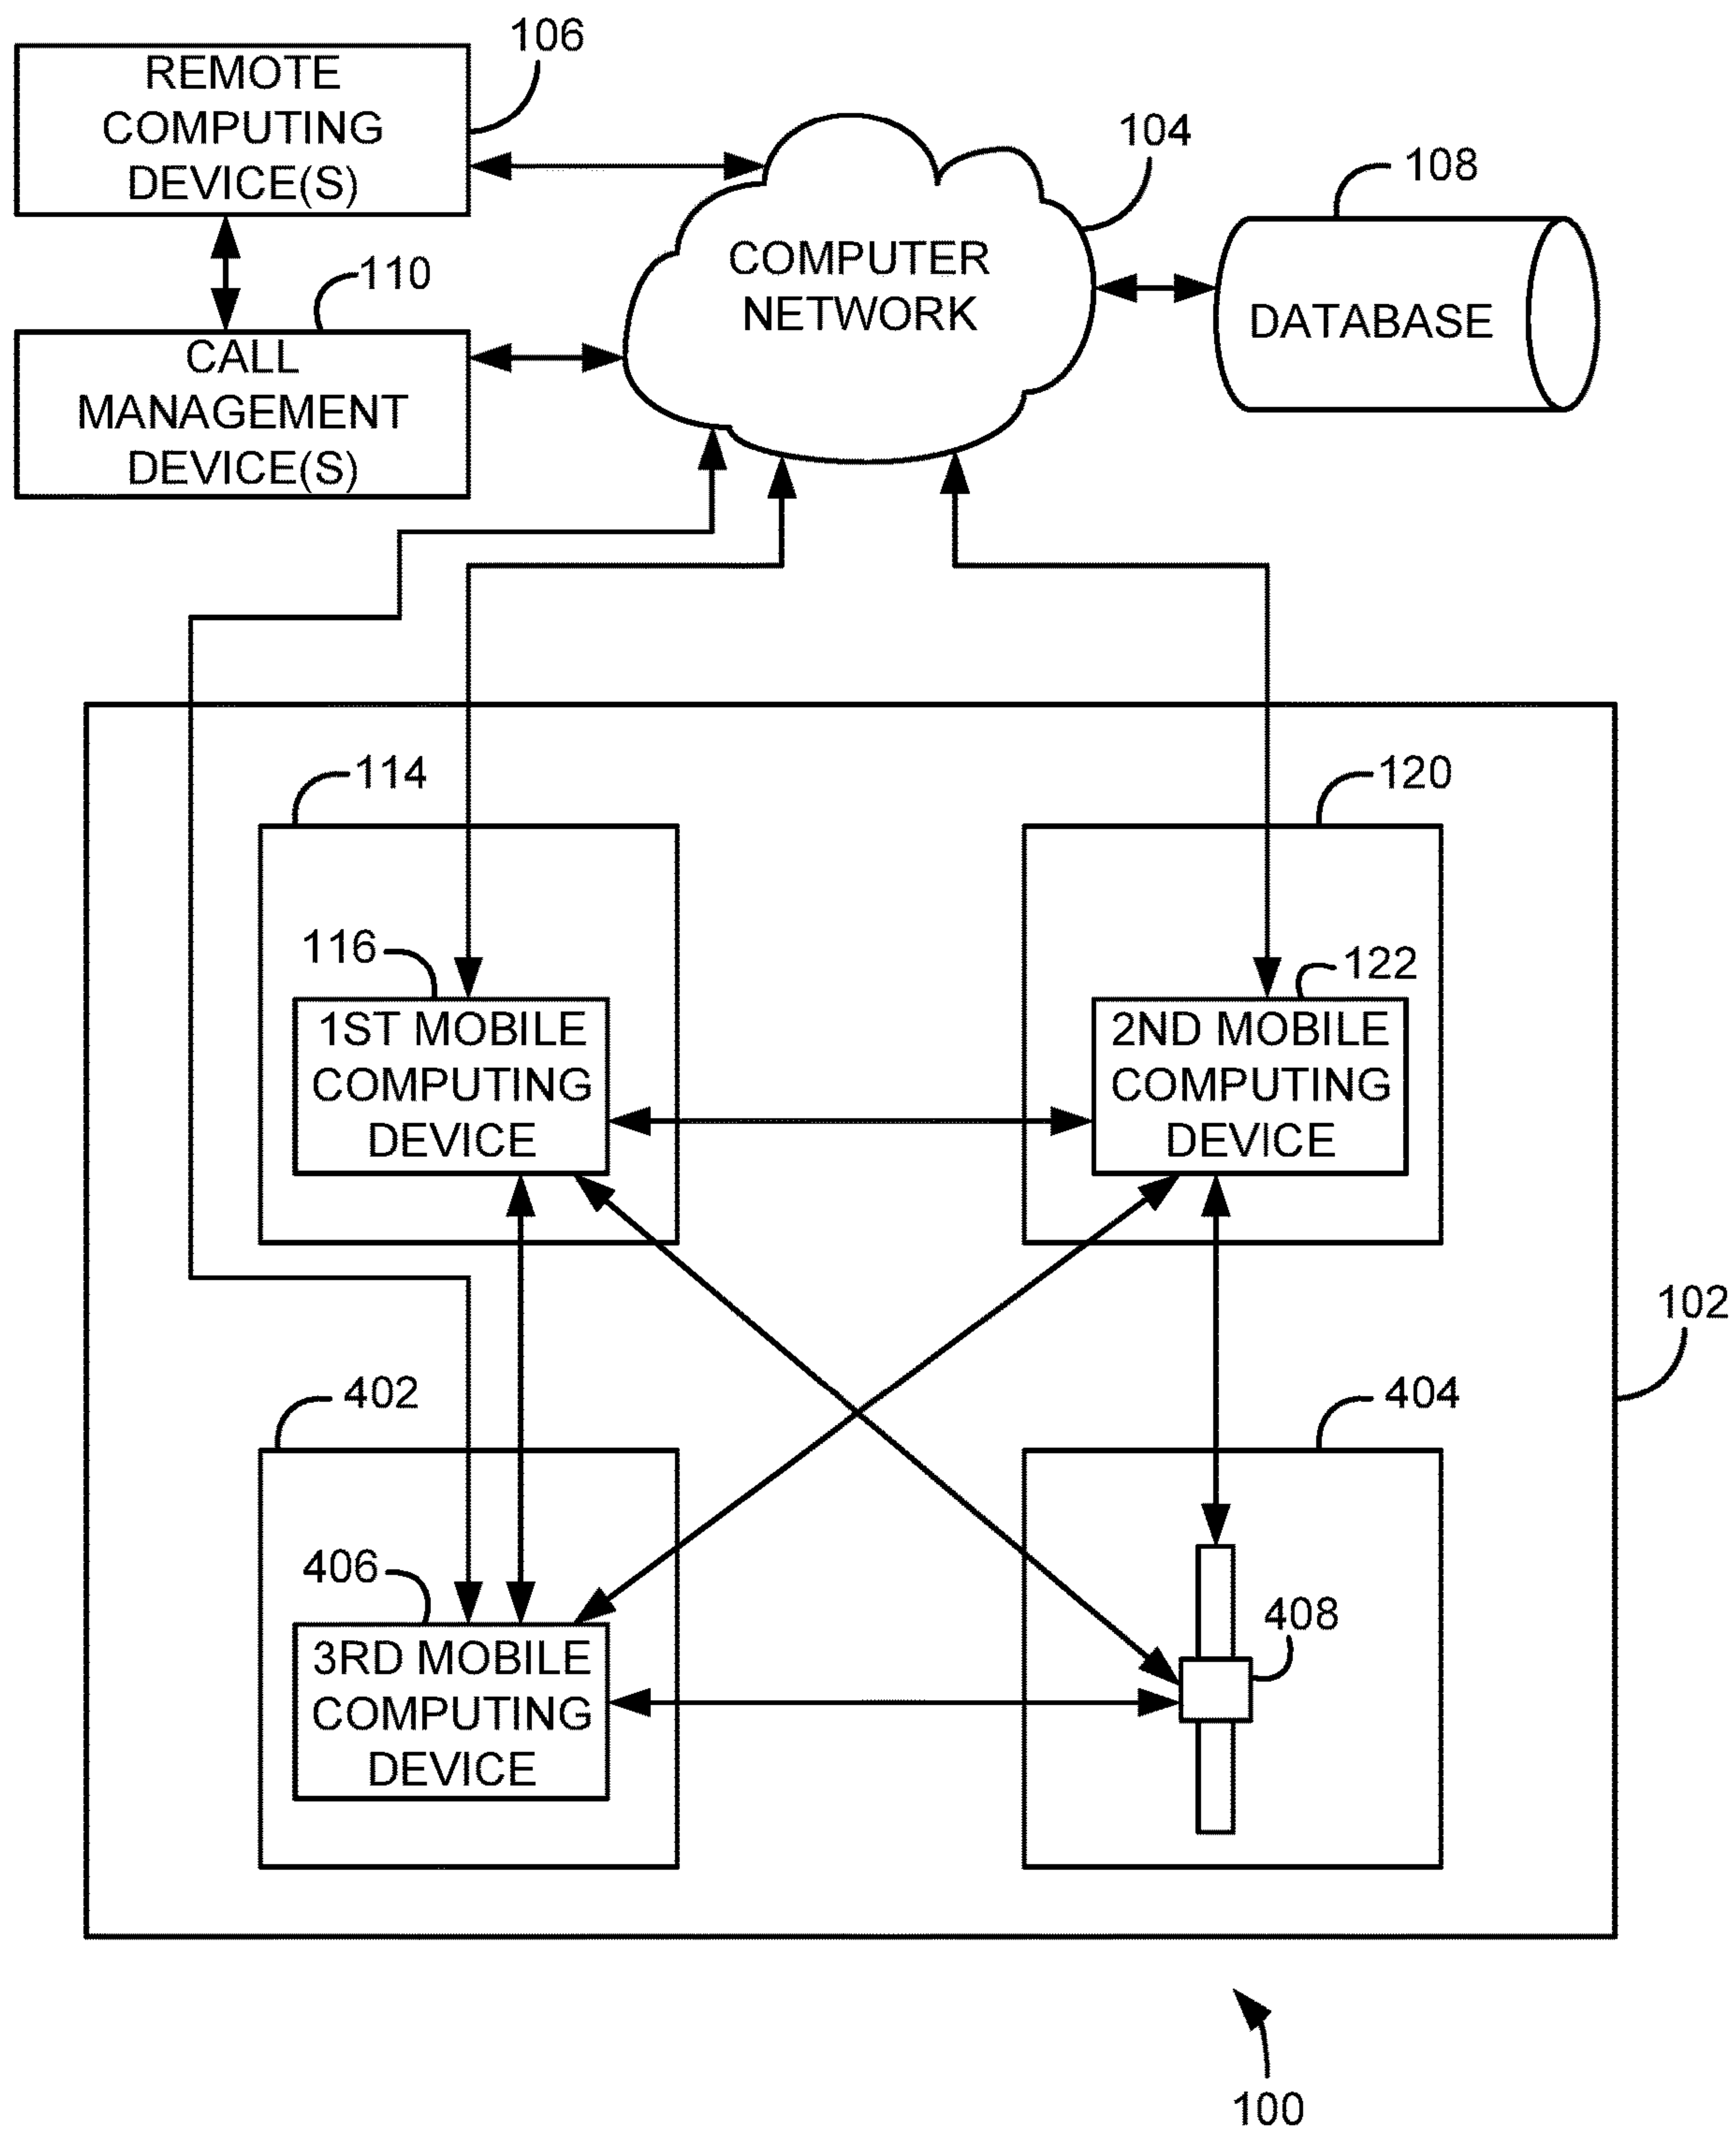 106
REMOTE
COMPUTING
DEVICE(S)
104
108
COMPUTER
NETWORK
DATABASE
110
CALL
MANAGEMENT
DEVICE(S)
114
120
116
122
1ST MOBILE
COMPUTING
DEVICE
2ND MOBILE
COMPUTING
DEVICE
102
402
404
406
408
3RD MOBILE
COMPUTING
DEVICE
100